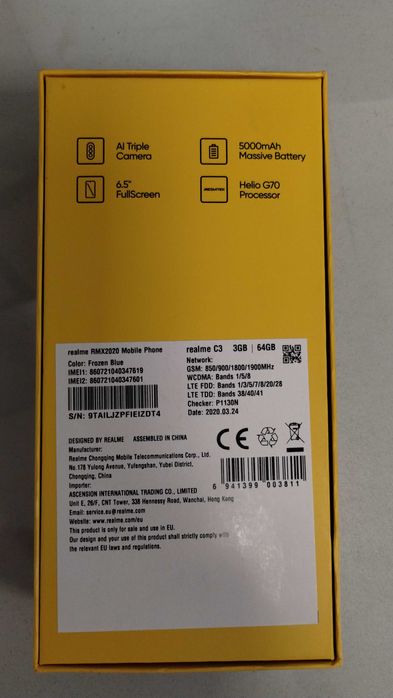 AI Triple
Camera
5000mAh
Massive Battery
6.5"
FullScreen
MEDIATEK
Helio G70
Processor
realme RMX2020 Mobile Phone
Color: Frozen Blue
IMEI1: 860721040347619
IMEI2: 860721040347601
S/N: 9TAILJZPFIEIZDT4
realme C3 3GB | 64GB
Network:
GSM: 850/900/1800/1900MHz
WCDMA: Bands 1/5/8
LTE FDD: Bands 1/3/5/7/8/20/28
LTE TDD: Bands 38/40/41
Checker: P1130N
Date: 2020.03.24
DESIGNED BY REALME ASSEMBLED IN CHINA
Manufacturer:
Realme Chongqing Mobile Telecommunications Corp., Ltd.
No.178 Yulong Avenue, Yufengshan, Yubei District,
Chongqing, China
Importer:
ASCENSION INTERNATIONAL TRADING CO., LIMITED
Unit E, 26/F, CNT Tower, 338 Hennessy Road, Wanchai, Hong Kong
Email: service.eu@realme.com
Website: www.realme.com/eu
This product is only for sale and use in EU.
Our design and your use of this product shall strictly comply with
the relevant EU laws and regulations.
CE
6 941399 003811